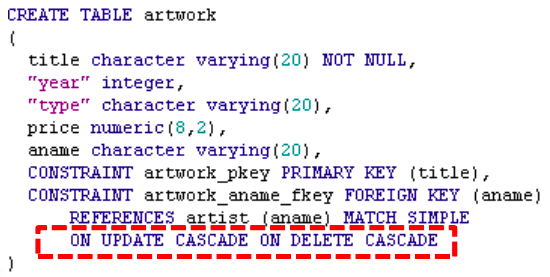 CREATE TABLE artwork
(
title character varying(20) NOT NULL,
"year" integer,
"type" character varying(20),
price numeric(8,2),
aname character varying(20),
CONSTRAINT artwork_pkey PRIMARY KEY (title),
CONSTRAINT artwork_aname_fkey FOREIGN KEY (aname)
REFERENCES artist (aname) MATCH SIMPLE
ON UPDATE CASCADE ON DELETE CASCADE
)